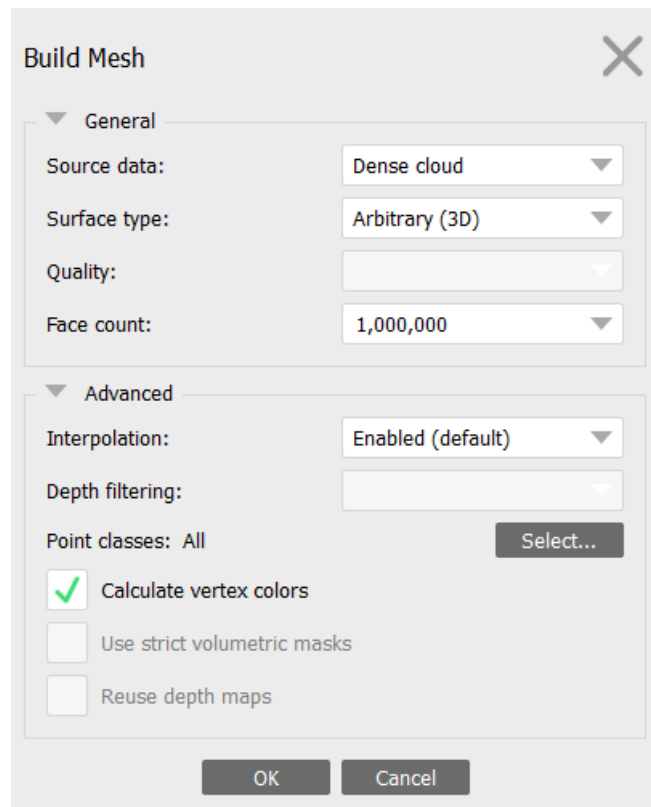 Build Mesh
General
Source data: Dense cloud
Surface type: Arbitrary (3D)
Quality:
Face count: 1,000,000
Advanced
Interpolation: Enabled (default)
Depth filtering:
Point classes: All Select...
Calculate vertex colors
Use strict volumetric masks
Reuse depth maps
OK Cancel